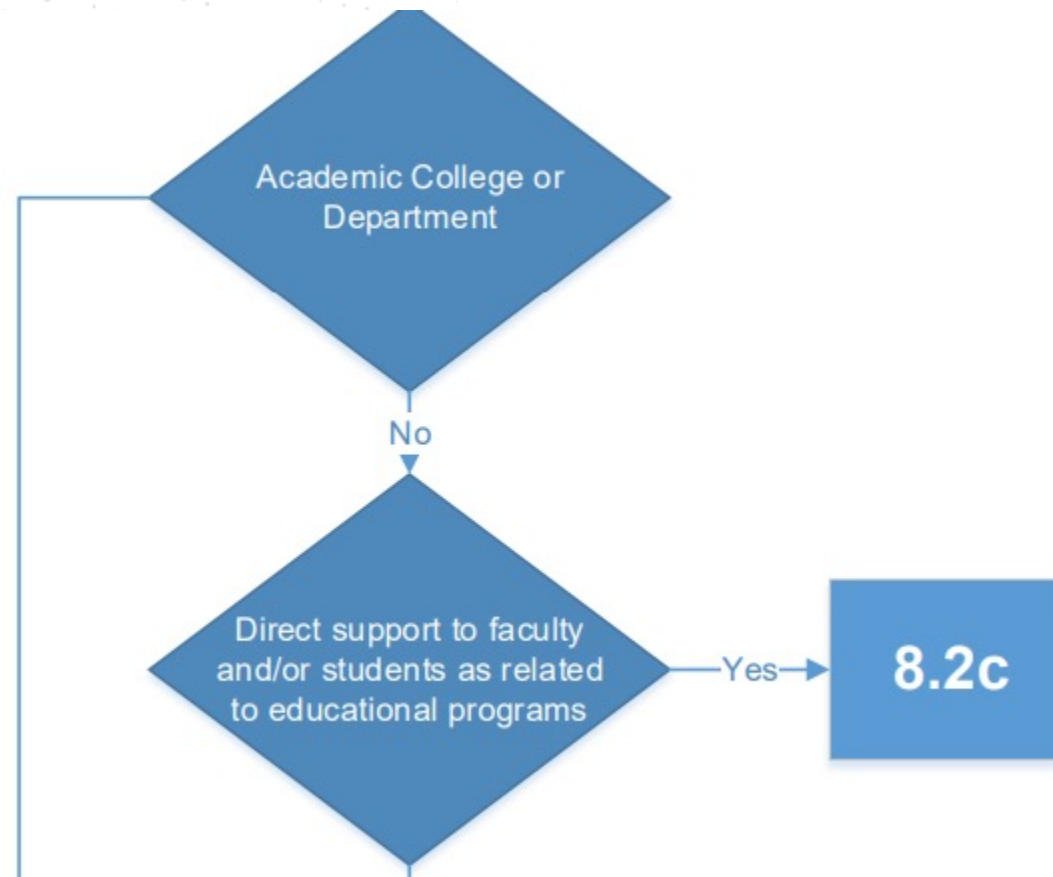 Academic College or
Department
No
Direct support to faculty
and/or students as related
to educational programs
Yes
8.2c